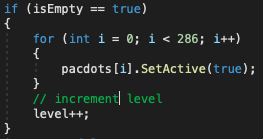 if (isEmpty == true)
{
    for (int i = 0; i < 286; i++)
    {
        pacdots[i].SetActive(true);
    }
    // increment level
    level++;
}